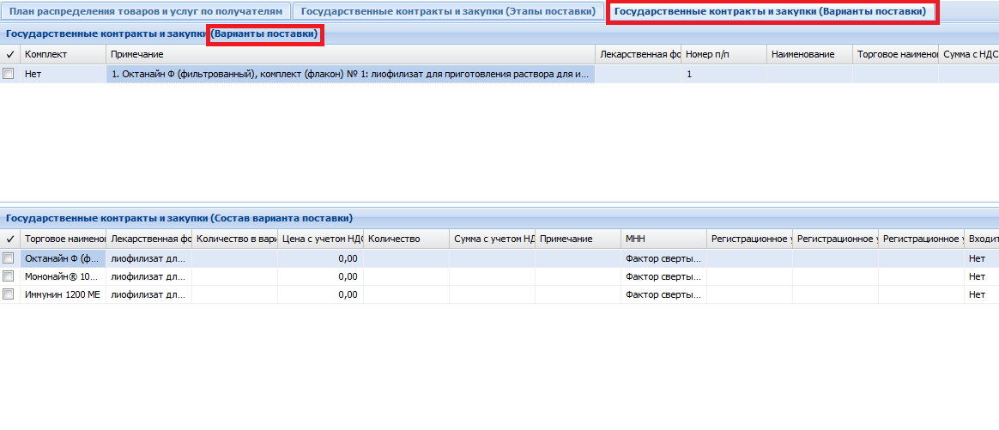 План распределения товаров и услуг по получателям Государственные контракты и закупки (Этапы поставки) Государственные контракты и закупки (Варианты поставки)
Государственные контракты и закупки (Варианты поставки)
✓ Комплект Примечание Лекарственная фо Номер п/п Наименование Торговое наименов Сумма с НДС
Нет 1. Октанайн Ф (фильтрованный), комплект (флакон) № 1: лиофилизат для приготовления раствора для и... 1
Государственные контракты и закупки (Состав варианта поставки)
✓ Торговое наимено Лекарственная фо Количество в вари Цена с учетом НДС Количество Сумма с учетом НД Примечание МНН Регистрационное у Регистрационное у Регистрационное у Входит
Октанайн Ф (ф... лиофилизат дл... 0,00 Фактор сверты... Нет
Мононайн® 10... лиофилизат дл... 0,00 Фактор сверты... Нет
Иммунин 1200 МЕ лиофилизат дл... 0,00 Фактор сверты... Нет